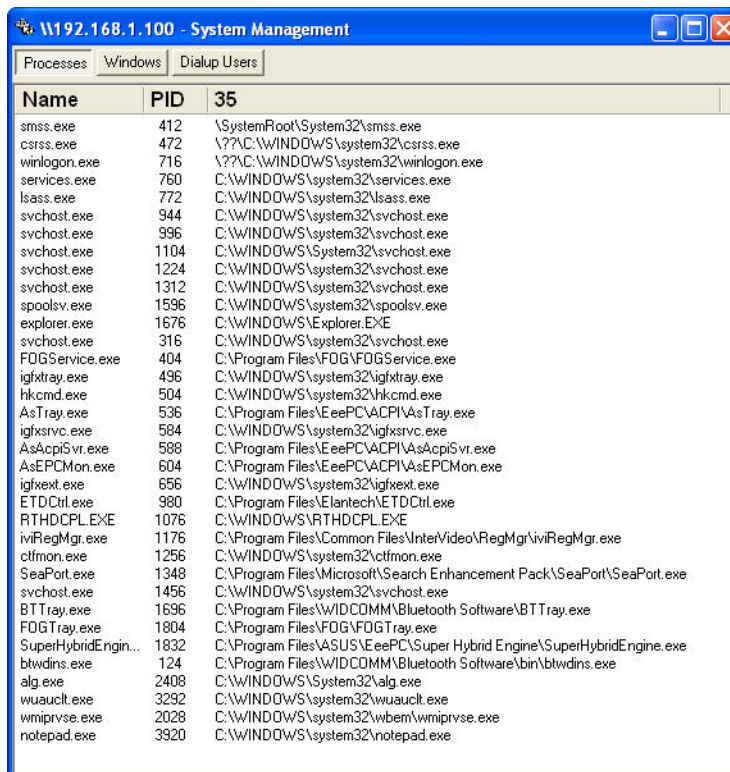 \\192.168.1.100 - System Management
Processes Windows Dialup Users
Name PID 35
smss.exe 412 \SystemRoot\System32\smss.exe
csrss.exe 472 \??\C:\WINDOWS\system32\csrss.exe
winlogon.exe 716 \??\C:\WINDOWS\system32\winlogon.exe
services.exe 760 C:\WINDOWS\system32\services.exe
lsass.exe 772 C:\WINDOWS\system32\lsass.exe
svchost.exe 944 C:\WINDOWS\system32\svchost.exe
svchost.exe 996 C:\WINDOWS\system32\svchost.exe
svchost.exe 1104 C:\WINDOWS\System32\svchost.exe
svchost.exe 1224 C:\WINDOWS\system32\svchost.exe
svchost.exe 1312 C:\WINDOWS\system32\svchost.exe
spoolsv.exe 1596 C:\WINDOWS\system32\spoolsv.exe
explorer.exe 1676 C:\WINDOWS\Explorer.EXE
svchost.exe 316 C:\WINDOWS\system32\svchost.exe
FOGService.exe 404 C:\Program Files\FOG\FOGService.exe
igfxtray.exe 496 C:\WINDOWS\system32\igfxtray.exe
hkcmd.exe 504 C:\WINDOWS\system32\hkcmd.exe
AsTray.exe 536 C:\Program Files\EeePC\ACPI\AsTray.exe
igfxsrvc.exe 584 C:\WINDOWS\system32\igfxsrvc.exe
AsAcpiSvr.exe 588 C:\Program Files\EeePC\ACPI\AsAcpiSvr.exe
AsEPCMon.exe 604 C:\Program Files\EeePC\ACPI\AsEPCMon.exe
igfxext.exe 656 C:\WINDOWS\system32\igfxext.exe
ETDCtrl.exe 980 C:\Program Files\Elantech\ETDCtrl.exe
RTHDCPL.EXE 1076 C:\WINDOWS\RTHDCPL.EXE
iviRegMgr.exe 1176 C:\Program Files\Common Files\InterVideo\RegMgr\iviRegMgr.exe
ctfmon.exe 1256 C:\WINDOWS\system32\ctfmon.exe
SeaPort.exe 1348 C:\Program Files\Microsoft\Search Enhancement Pack\SeaPort\SeaPort.exe
svchost.exe 1456 C:\WINDOWS\system32\svchost.exe
BTTray.exe 1696 C:\Program Files\WIDCOMM\Bluetooth Software\BTTray.exe
FOGTray.exe 1804 C:\Program Files\FOG\FOGTray.exe
SuperHybridEngin... 1832 C:\Program Files\ASUS\EeePC\Super Hybrid Engine\SuperHybridEngine.exe
btwdins.exe 124 C:\Program Files\WIDCOMM\Bluetooth Software\bin\btwdins.exe
alg.exe 2408 C:\WINDOWS\System32\alg.exe
wuauclt.exe 3292 C:\WINDOWS\system32\wuauclt.exe
wmiprvse.exe 2028 C:\WINDOWS\system32\wbem\wmiprvse.exe
notepad.exe 3920 C:\WINDOWS\system32\notepad.exe